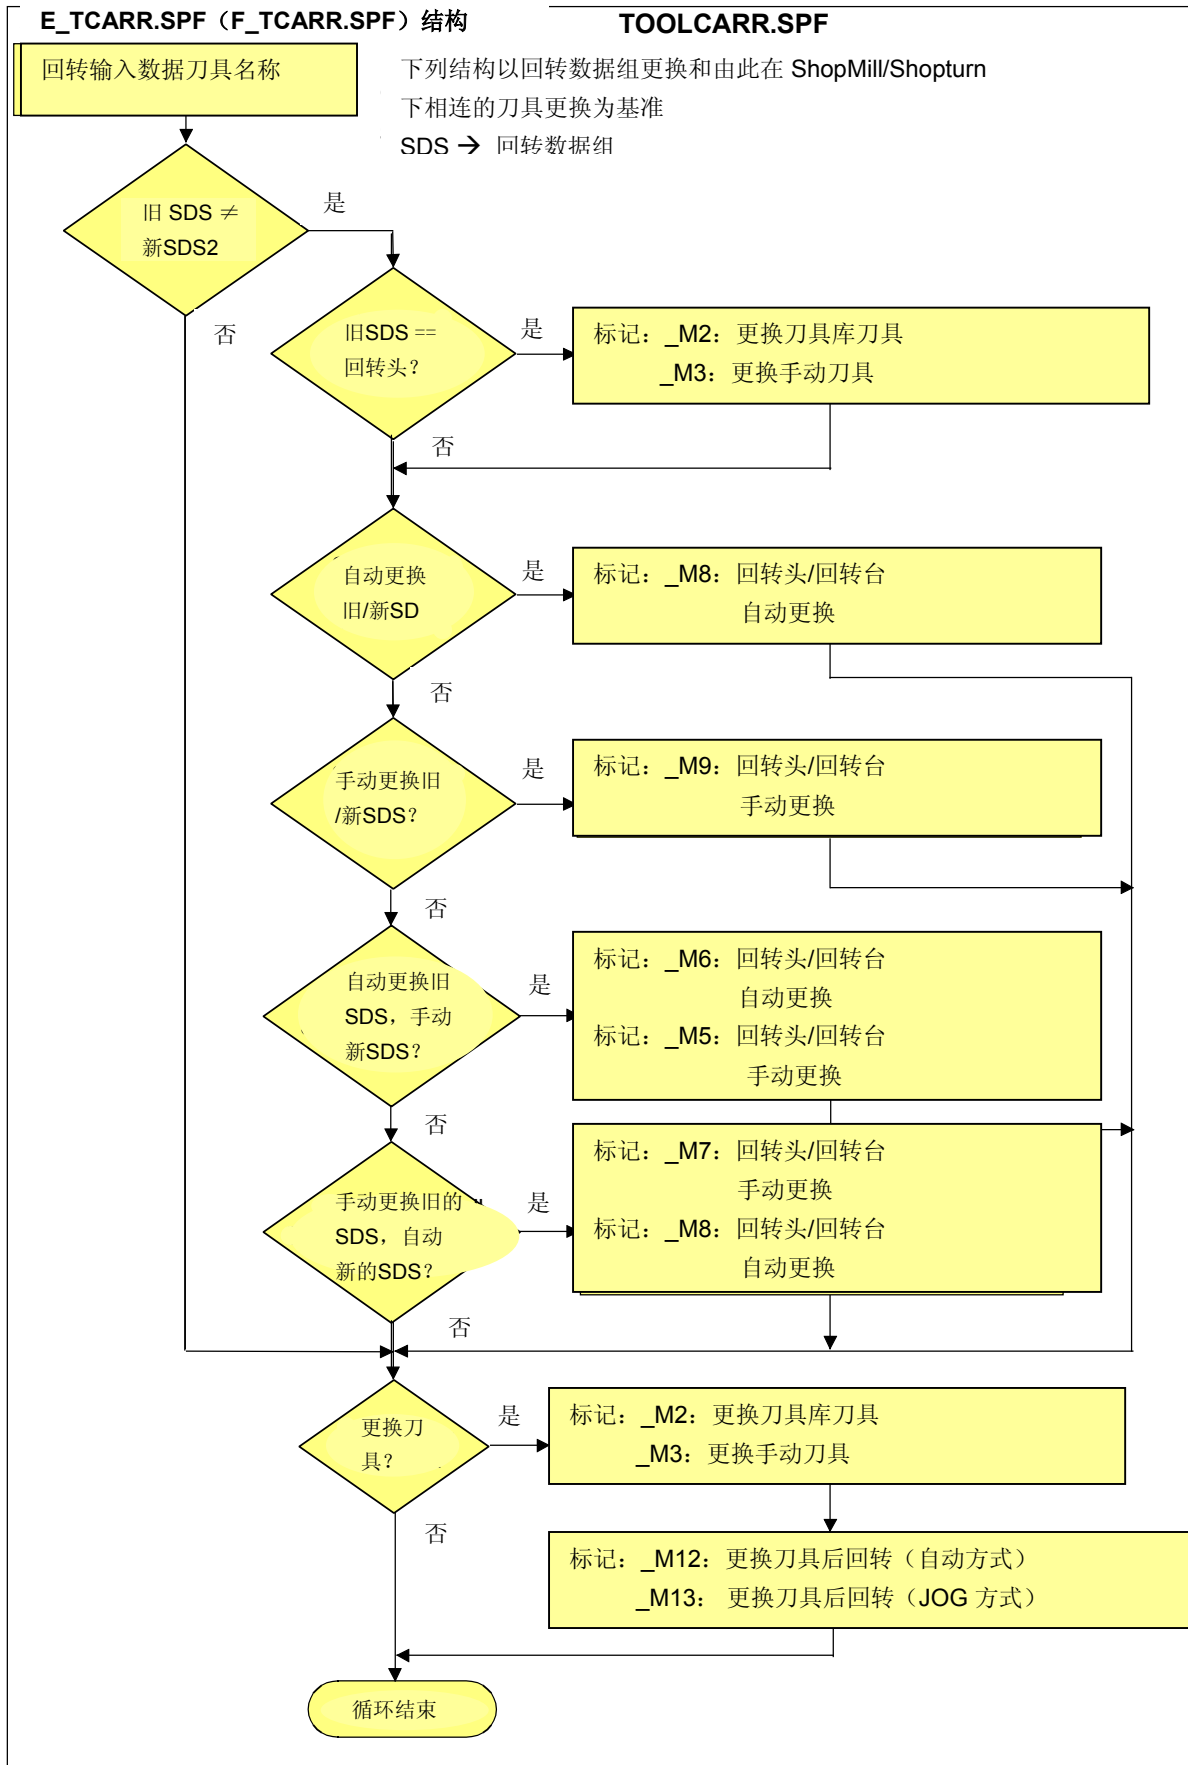 E_TCARR.SPF（F_TCARR.SPF）结构
TOOLCARR.SPF
回转输入数据刀具名称
下列结构以回转数据组更换和由此在 ShopMill/Shopturn
下相连的刀具更换为基准
SDS → 回转数据组
旧 SDS ≠
新SDS2
是
否
旧SDS ==
回转头？
是
标记：_M2：更换刀具库刀具
_M3：更换手动刀具
否
自动更换
旧/新SD
是
标记：_M8：回转头/回转台
自动更换
否
手动更换旧
/新SDS？
是
标记：_M9：回转头/回转台
手动更换
否
自动更换旧
SDS，手动
新SDS？
是
标记：_M6：回转头/回转台
自动更换
标记：_M5：回转头/回转台
手动更换
否
手动更换旧的
SDS，自动
新的SDS？
是
标记：_M7：回转头/回转台
手动更换
标记：_M8：回转头/回转台
自动更换
否
更换刀
具？
是
标记：_M2：更换刀具库刀具
_M3：更换手动刀具
否
标记：_M12：更换刀具后回转（自动方式）
_M13： 更换刀具后回转（JOG 方式）
循环结束